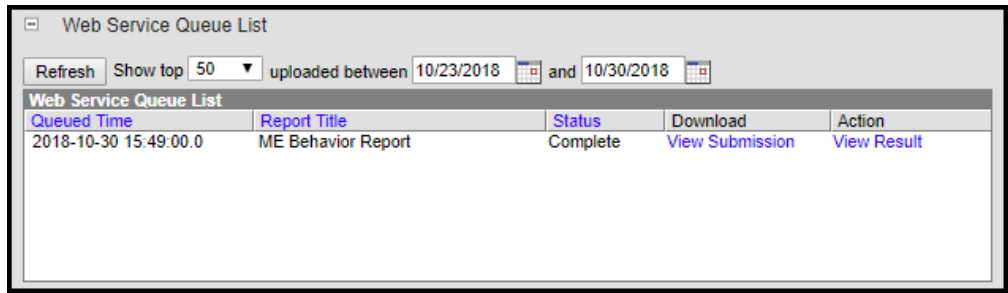 Web Service Queue List
Refresh Show top 50 uploaded between 10/23/2018 and 10/30/2018
Web Service Queue List
Queued Time Report Title Status Download Action
2018-10-30 15:49:00.0 ME Behavior Report Complete View Submission View Result